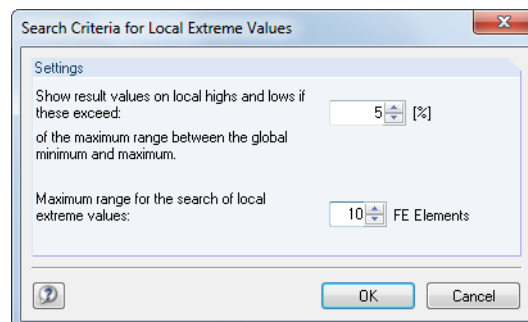 Search Criteria for Local Extreme Values
Settings
Show result values on local highs and lows if
these exceed:
5 [%]
of the maximum range between the global
minimum and maximum.
Maximum range for the search of local
extreme values:
10 FE Elements
OK Cancel